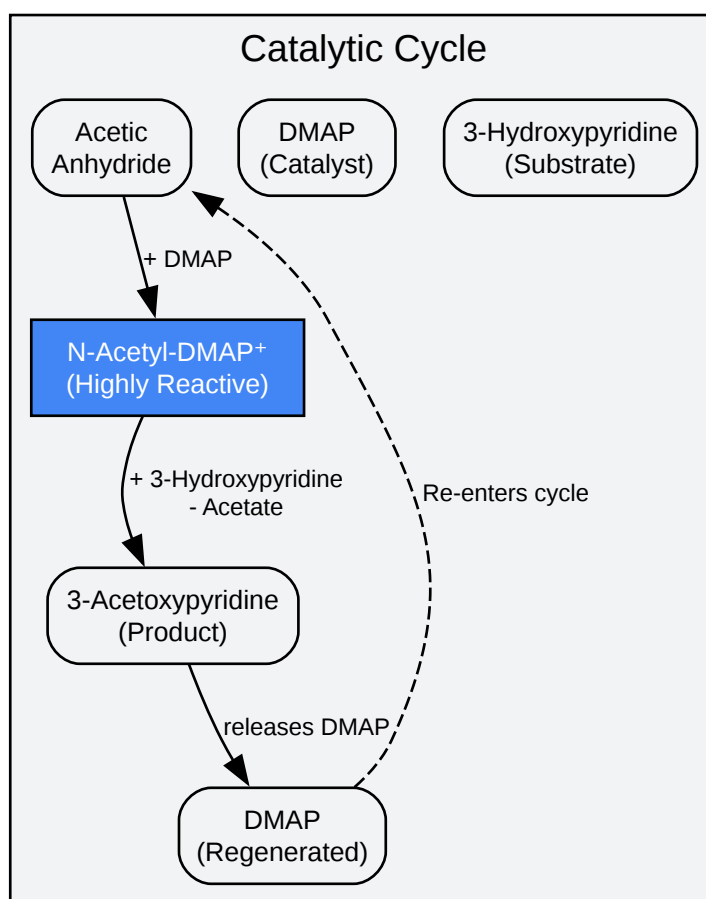 Catalytic Cycle
Acetic
Anhydride
DMAP
(Catalyst)
3-Hydroxypyridine
(Substrate)
+ DMAP
N-Acetyl-DMAP⁺
(Highly Reactive)
+ 3-Hydroxypyridine
- Acetate
Re-enters cycle
3-Acetoxypyridine
(Product)
releases DMAP
DMAP
(Regenerated)